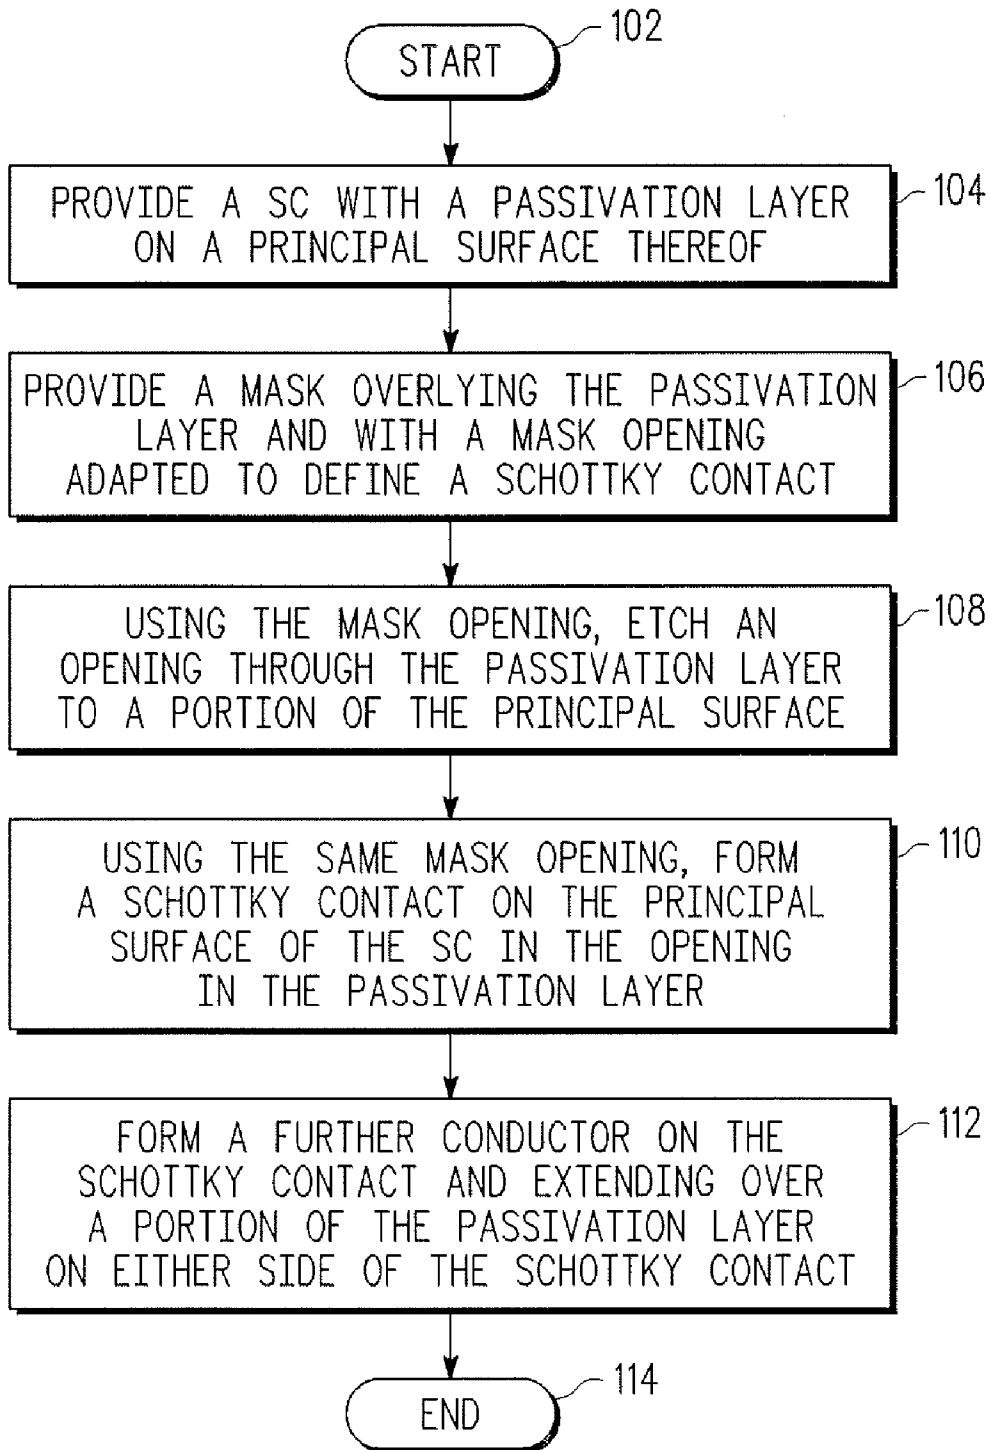 START
102
PROVIDE A SC WITH A PASSIVATION LAYER
ON A PRINCIPAL SURFACE THEREOF
104
PROVIDE A MASK OVERLYING THE PASSIVATION
LAYER AND WITH A MASK OPENING
ADAPTED TO DEFINE A SCHOTTKY CONTACT
106
USING THE MASK OPENING, ETCH AN
OPENING THROUGH THE PASSIVATION LAYER
TO A PORTION OF THE PRINCIPAL SURFACE
108
USING THE SAME MASK OPENING, FORM
A SCHOTTKY CONTACT ON THE PRINCIPAL
SURFACE OF THE SC IN THE OPENING
IN THE PASSIVATION LAYER
110
FORM A FURTHER CONDUCTOR ON THE
SCHOTTKY CONTACT AND EXTENDING OVER
A PORTION OF THE PASSIVATION LAYER
ON EITHER SIDE OF THE SCHOTTKY CONTACT
112
END
114